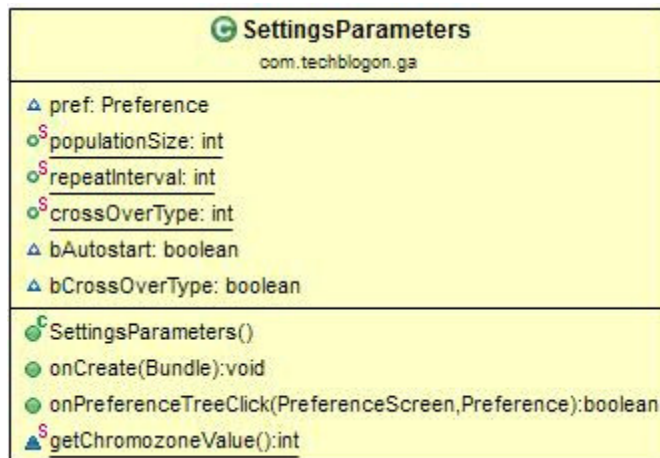 C SettingsParameters
com.techblogon.ga
pref: Preference
S populationSize: int
S repeatInterval: int
S crossOverType: int
bAutostart: boolean
bCrossOverType: boolean
C SettingsParameters()
onCreate(Bundle):void
onPreferenceTreeClick(PreferenceScreen,Preference):boolean
S getChromozoneValue():int